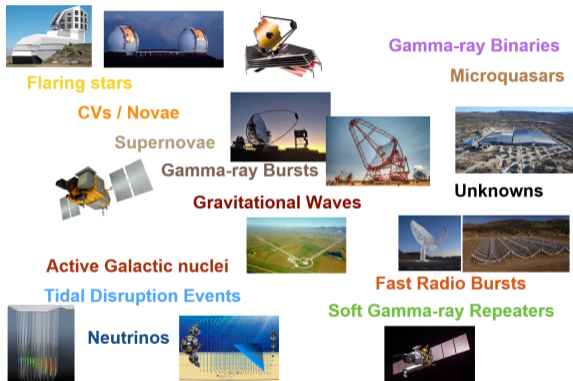 Gamma-ray Binaries
Flaring stars
Microquasars
CVs / Novae
Supernovae
Gamma-ray Bursts
Unknowns
Gravitational Waves
Active Galactic nuclei
Fast Radio Bursts
Tidal Disruption Events
Soft Gamma-ray Repeaters
Neutrinos